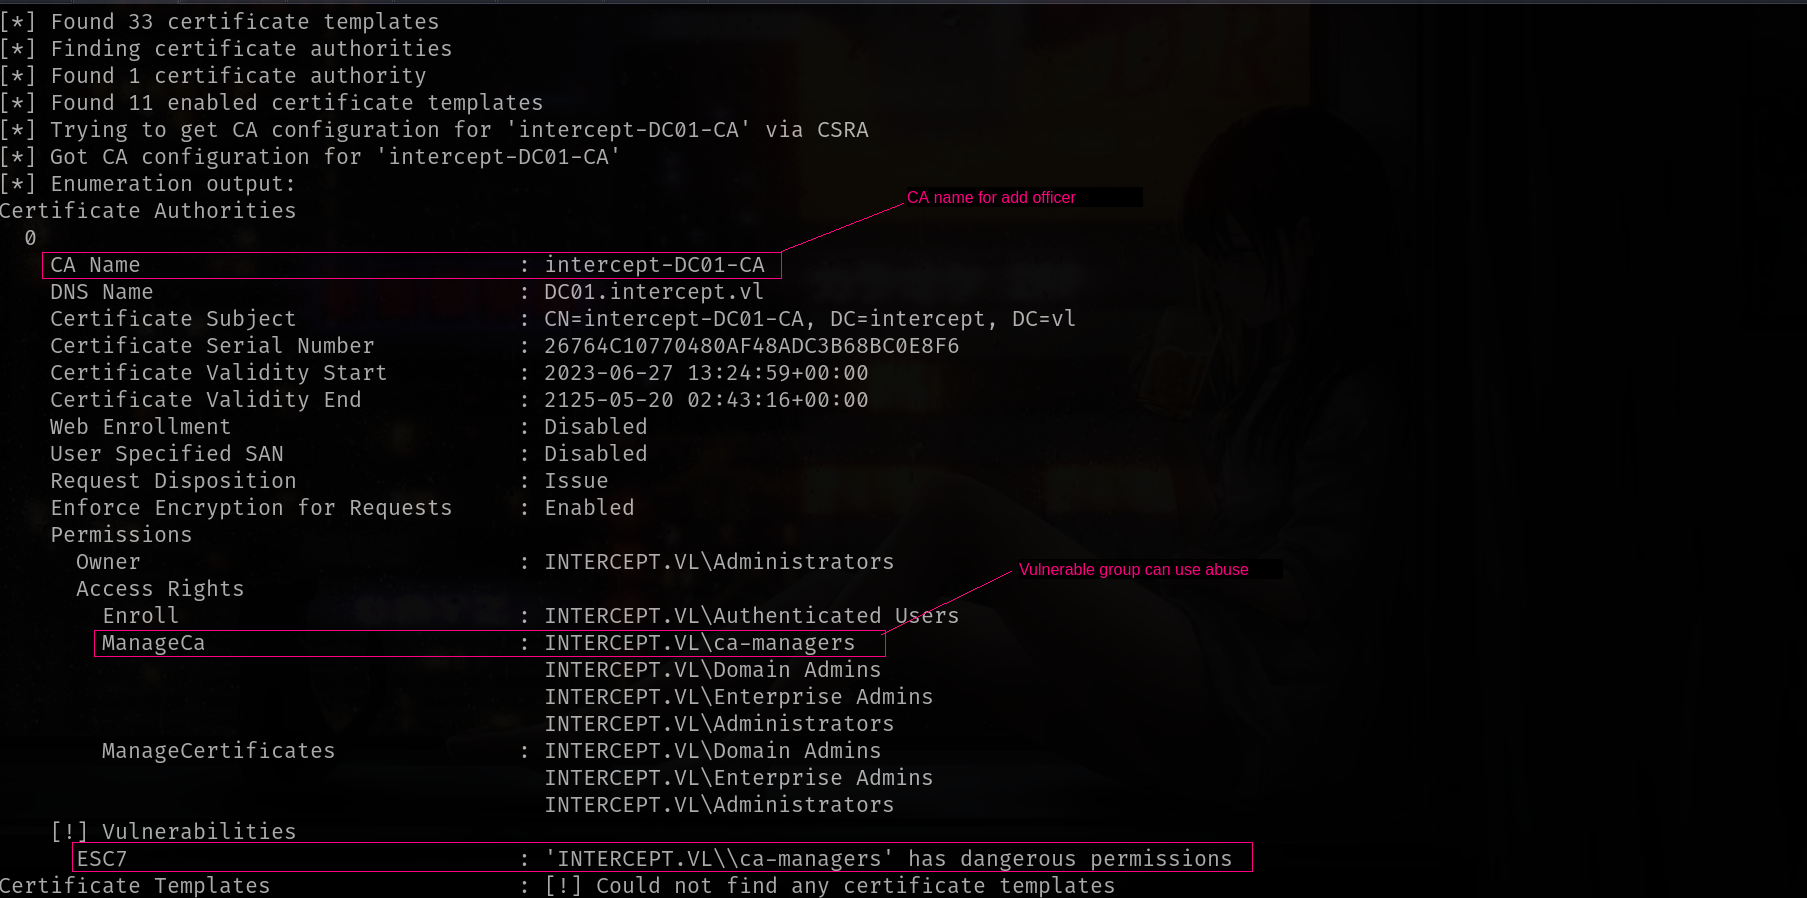 [*] Found 33 certificate templates
[*] Finding certificate authorities
[*] Found 1 certificate authority
[*] Found 11 enabled certificate templates
[*] Trying to get CA configuration for 'intercept-DC01-CA' via CSRA
[*] Got CA configuration for 'intercept-DC01-CA'
[*] Enumeration output:
CA name for add officer
Certificate Authorities
0
CA Name : intercept-DC01-CA
DNS Name : DC01.intercept.vl
Certificate Subject : CN=intercept-DC01-CA, DC=intercept, DC=vl
Certificate Serial Number : 26764C10770480AF48ADC3B68BC0E8F6
Certificate Validity Start : 2023-06-27 13:24:59+00:00
Certificate Validity End : 2125-05-20 02:43:16+00:00
Web Enrollment : Disabled
User Specified SAN : Disabled
Request Disposition : Issue
Enforce Encryption for Requests : Enabled
Permissions
Owner : INTERCEPT.VL\Administrators
Vulnerable group can use abuse
Access Rights
Enroll : INTERCEPT.VL\Authenticated Users
ManageCa : INTERCEPT.VL\ca-managers
INTERCEPT.VL\Domain Admins
INTERCEPT.VL\Enterprise Admins
INTERCEPT.VL\Administrators
ManageCertificates : INTERCEPT.VL\Domain Admins
INTERCEPT.VL\Enterprise Admins
INTERCEPT.VL\Administrators
[!] Vulnerabilities
ESC7 : 'INTERCEPT.VL\\ca-managers' has dangerous permissions
Certificate Templates : [!] Could not find any certificate templates